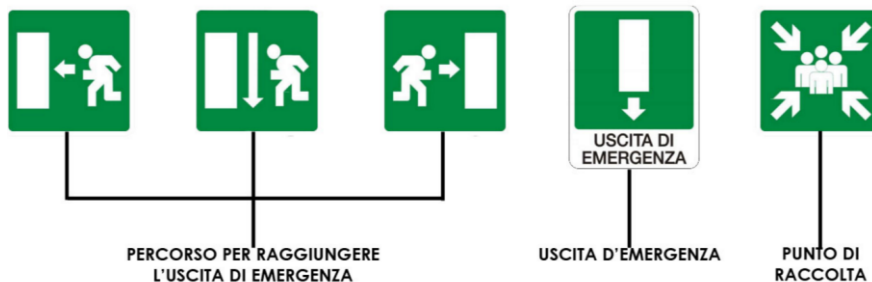 USCITA DI
EMERGENZA
PERCORSO PER RAGGIUNGERE
L'USCITA DI EMERGENZA
USCITA D'EMERGENZA
PUNTO DI
RACCOLTA